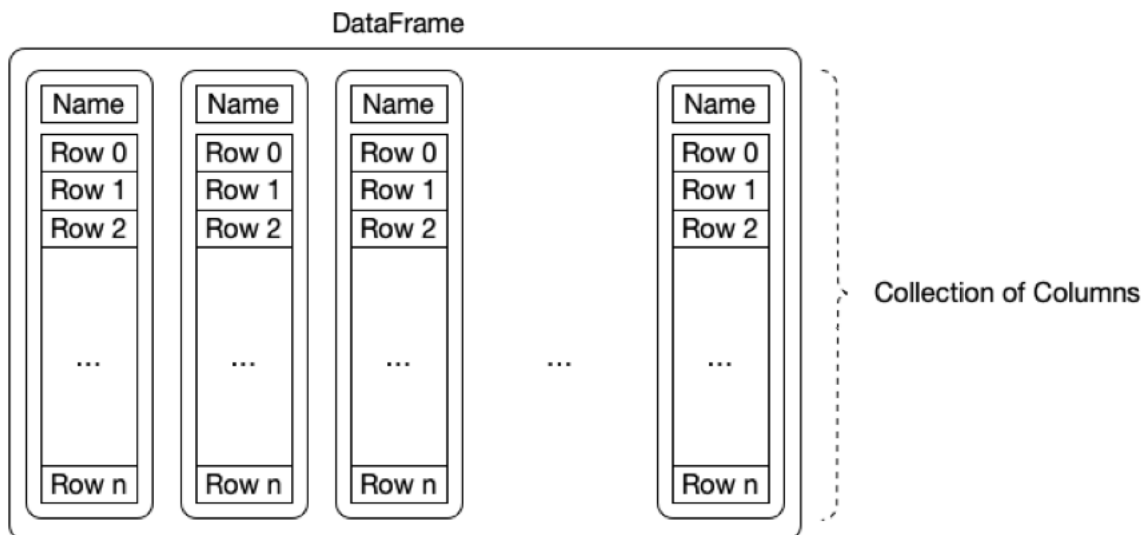 DataFrame
Name Name Name Name
Row 0 Row 0 Row 0 Row 0
Row 1 Row 1 Row 1 Row 1
Row 2 Row 2 Row 2 Row 2
Collection of Columns
... ... ... ... ...
Row n Row n Row n Row n